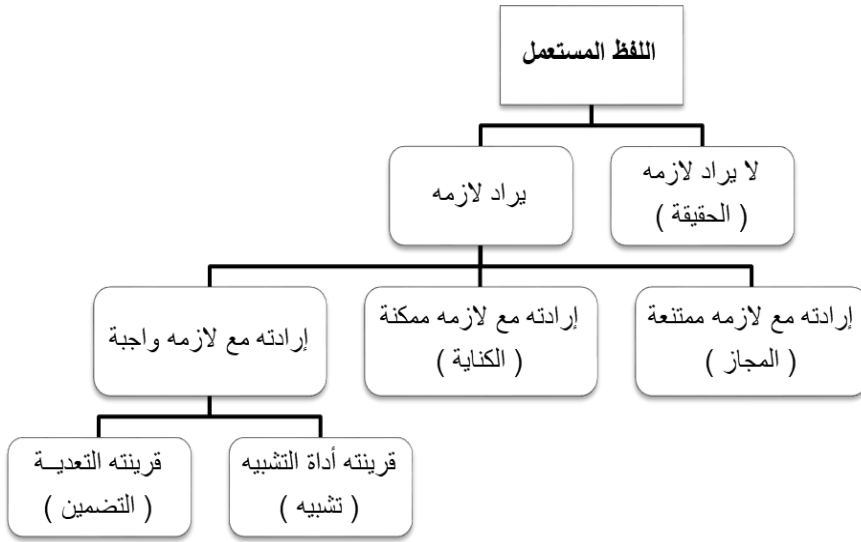 اللفظ المستعمل
لا يراد لازمه
( الحقيقة )
يراد لازمه
إرادته مع لازمه ممتنعة
( المجاز )
إرادته مع لازمه ممكنة
( الكناية )
إرادته مع لازمه واجبة
قرينته أداة التشبيه
( تشبيه )
قرينته التعديــة
( التضمين )